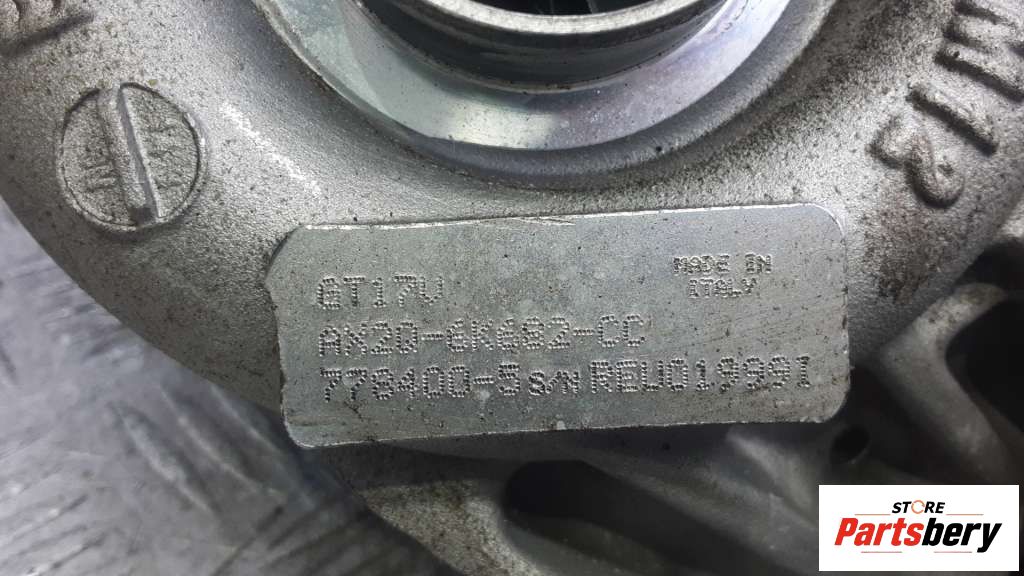 GT17V
MADE IN
ITALY
AX2Q-6K682-CC
778400-5 S/N REU019991
STORE
Partsbery